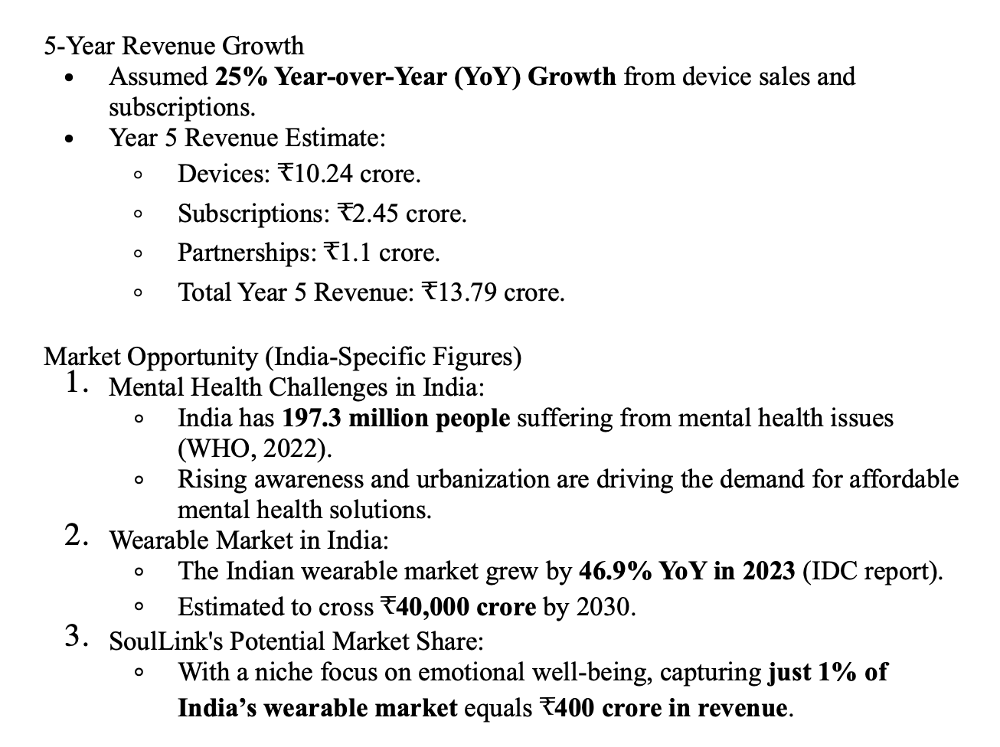 5-Year Revenue Growth
• Assumed 25% Year-over-Year (YoY) Growth from device sales and
subscriptions.
• Year 5 Revenue Estimate:
◦ Devices: ₹10.24 crore.
◦ Subscriptions: ₹2.45 crore.
◦ Partnerships: ₹1.1 crore.
◦ Total Year 5 Revenue: ₹13.79 crore.
Market Opportunity (India-Specific Figures)
1. Mental Health Challenges in India:
◦ India has 197.3 million people suffering from mental health issues
(WHO, 2022).
◦ Rising awareness and urbanization are driving the demand for affordable
mental health solutions.
2. Wearable Market in India:
◦ The Indian wearable market grew by 46.9% YoY in 2023 (IDC report).
◦ Estimated to cross ₹40,000 crore by 2030.
3. SoulLink's Potential Market Share:
◦ With a niche focus on emotional well-being, capturing just 1% of
India’s wearable market equals ₹400 crore in revenue.